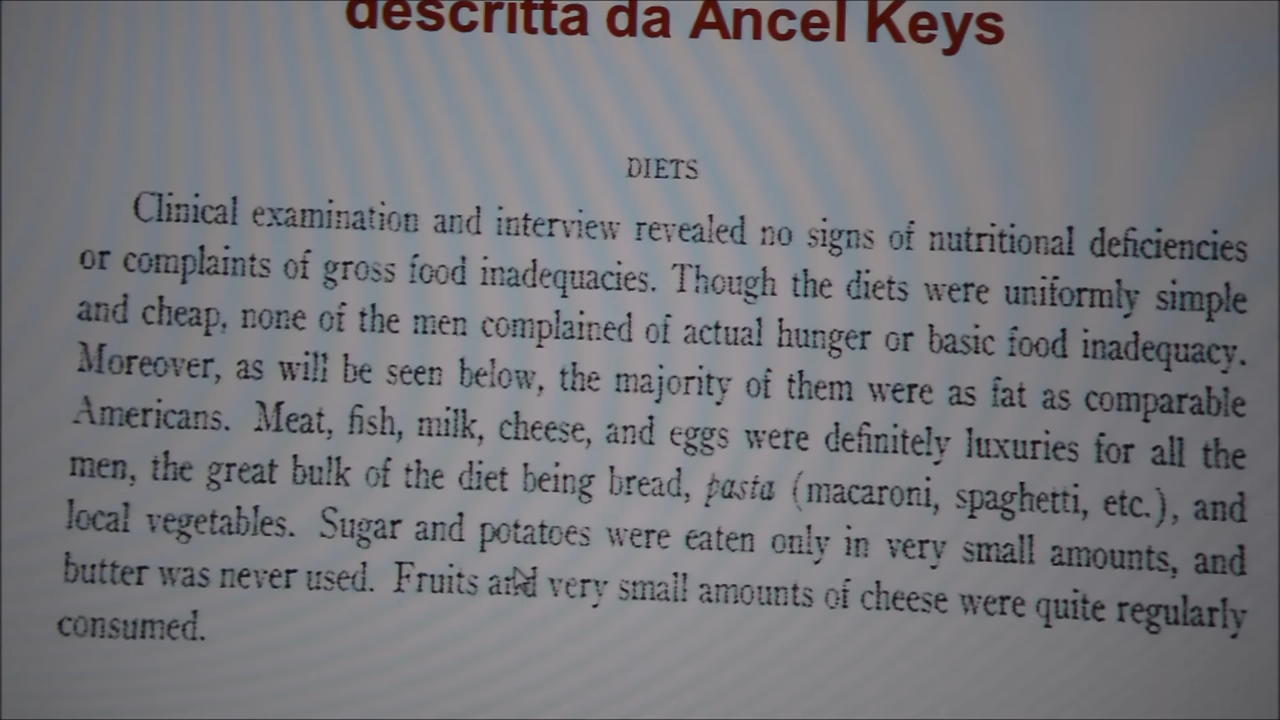 descritta da Ancel Keys
DIETS
Clinical examination and interview revealed no signs of nutritional deficiencies
or complaints of gross food inadequacies. Though the diets were uniformly simple
and cheap, none of the men complained of actual hunger or basic food inadequacy.
Moreover, as will be seen below, the majority of them were as fat as comparable
Americans. Meat, fish, milk, cheese, and eggs were definitely luxuries for all the
men, the great bulk of the diet being bread, pasta (macaroni, spaghetti, etc.), and
local vegetables. Sugar and potatoes were eaten only in very small amounts, and
butter was never used. Fruits and very small amounts of cheese were quite regularly
consumed.